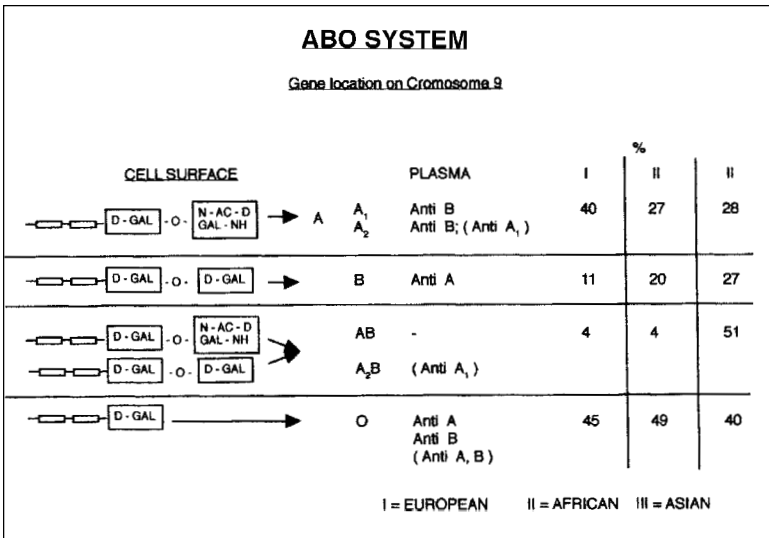 ABO SYSTEM
Gene location on Cromosome 9
%
CELL SURFACE PLASMA I II II
D - GAL - O - N - AC - D GAL - NH A A1 Anti B 40 27 28
A2 Anti B; ( Anti A1 )
D - GAL - O - D - GAL B Anti A 11 20 27
D - GAL - O - N - AC - D GAL - NH AB - 4 4 51
D - GAL - O - D - GAL A2B ( Anti A1 )
D - GAL O Anti A 45 49 40
Anti B
( Anti A, B )
I = EUROPEAN II = AFRICAN III = ASIAN